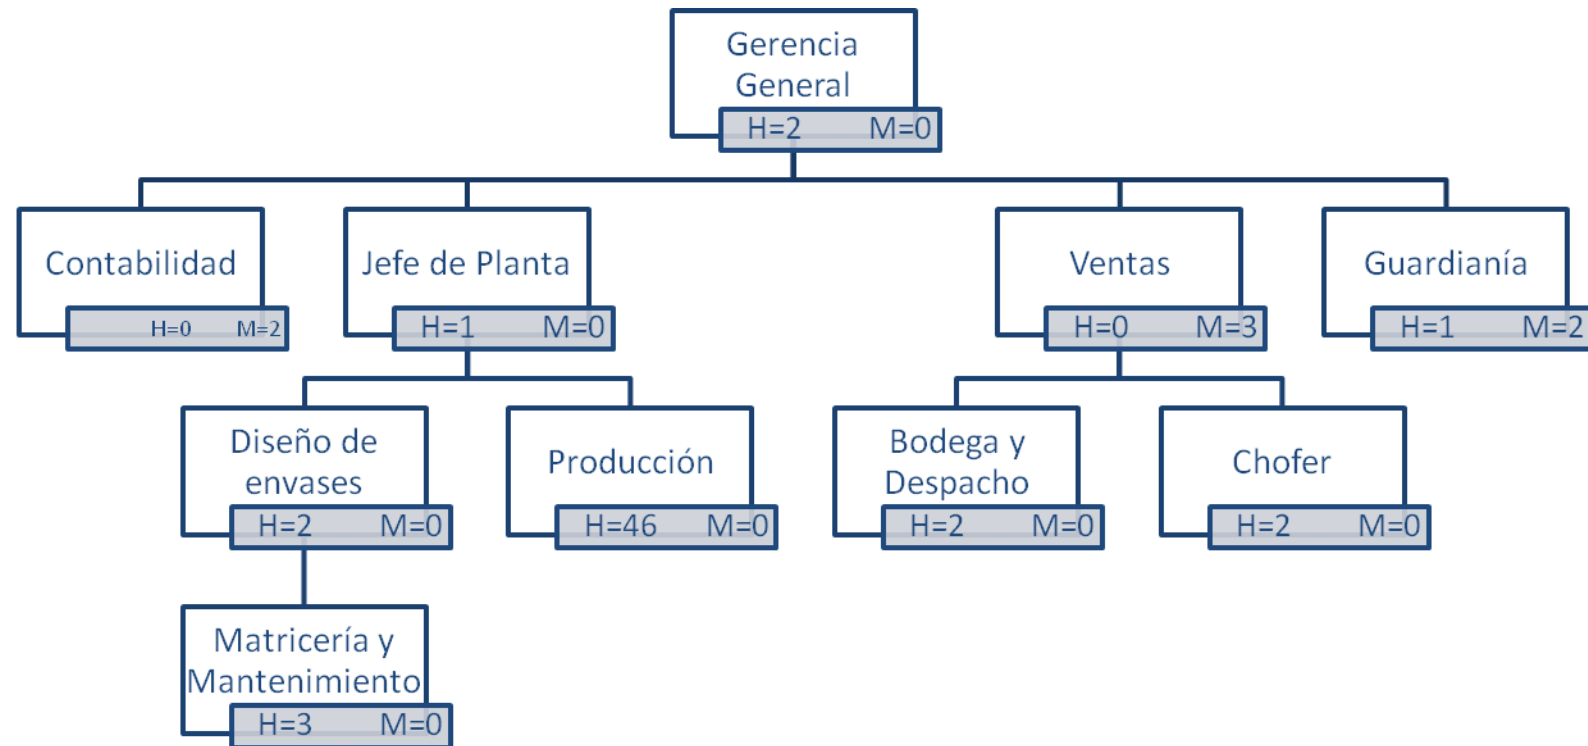 Gerencia
General
H=2 M=0
Contabilidad
H=0 M=2
Jefe de Planta
H=1 M=0
Ventas
H=0 M=3
Guardianía
H=1 M=2
Diseño de
envases
H=2 M=0
Producción
H=46 M=0
Bodega y
Despacho
H=2 M=0
Chofer
H=2 M=0
Matricería y
Mantenimiento
H=3 M=0